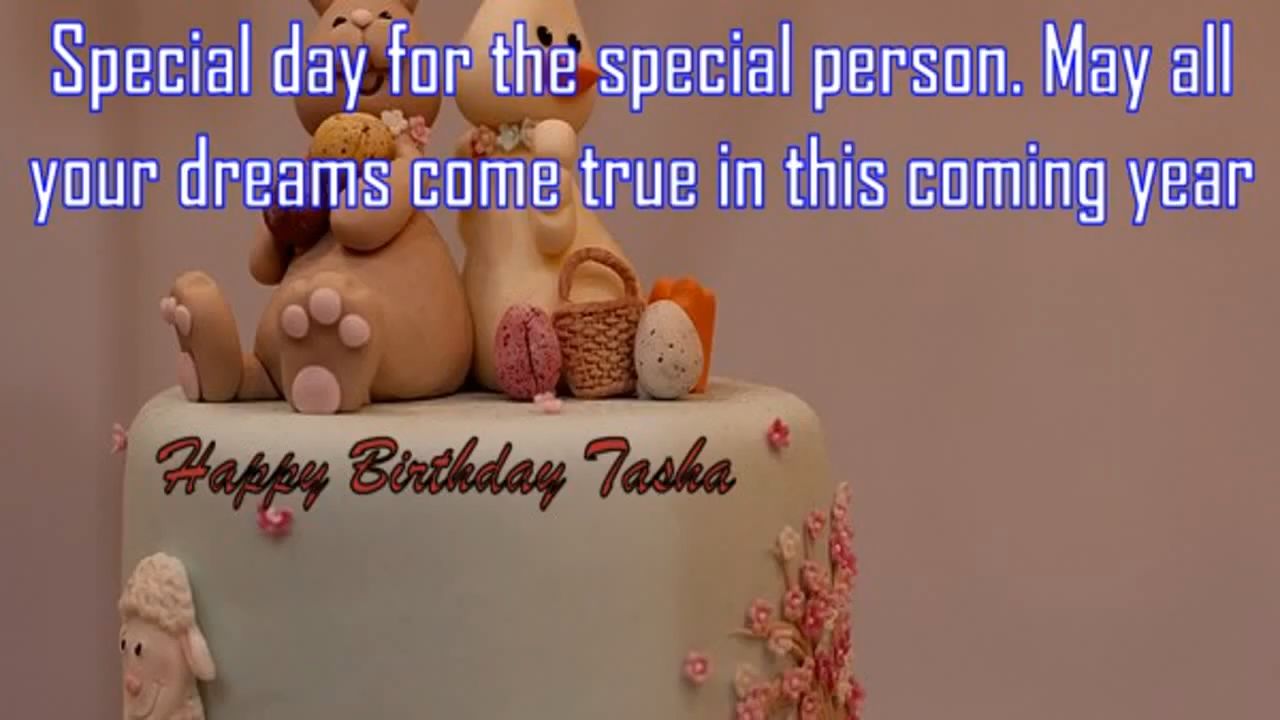 Special day for the special person. May all
your dreams come true in this coming year
Happy Birthday Tasha